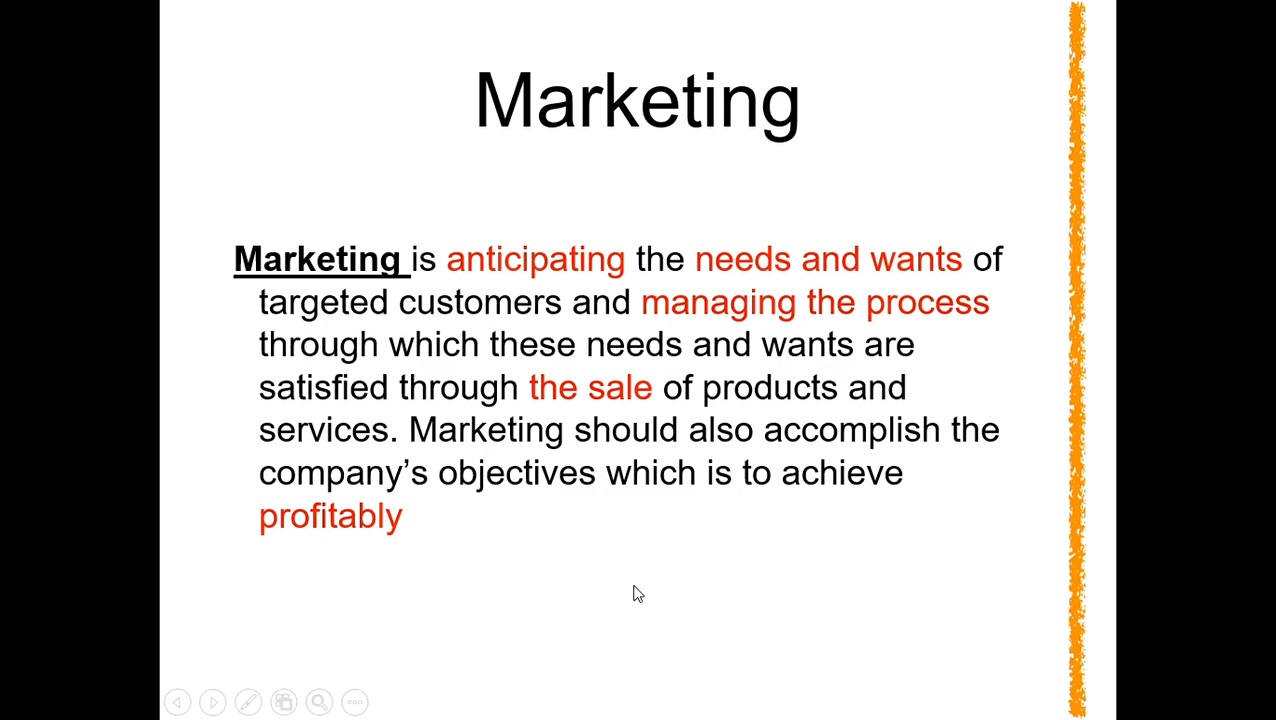 Marketing
Marketing is anticipating the needs and wants of
targeted customers and managing the process
through which these needs and wants are
satisfied through the sale of products and
services. Marketing should also accomplish the
company’s objectives which is to achieve
profitably